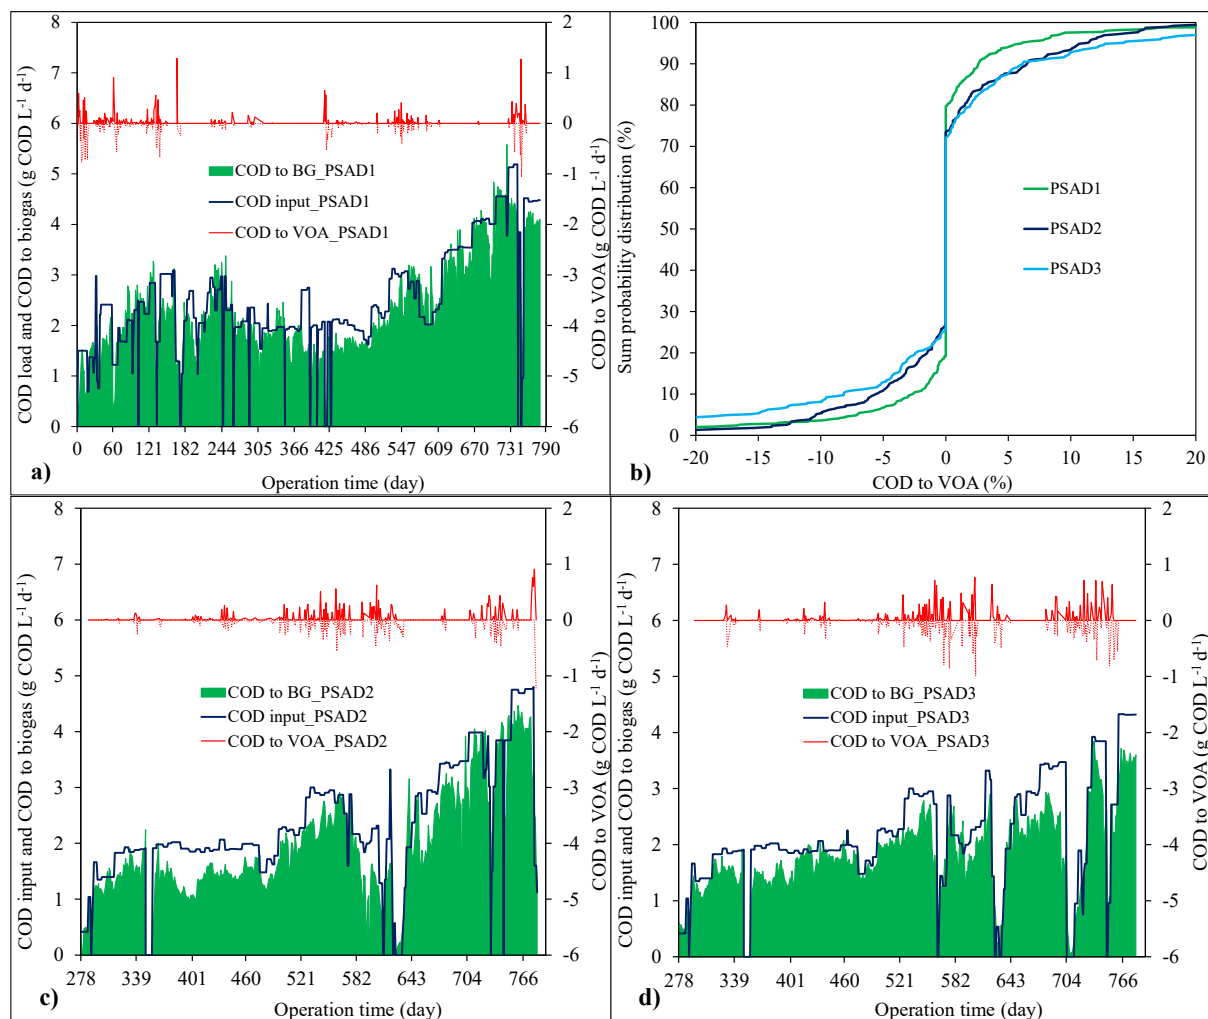 COD load and COD to biogas (g COD L⁻¹ d⁻¹)
8
7
6
5
4
3
2
1
0
2
1
0
-1
-2
-3
-4
-5
-6
COD to VOA (g COD L⁻¹ d⁻¹)
COD to BG_PSAD1
COD input_PSAD1
COD to VOA_PSAD1
0 60 121 182 244 305 366 425 486 547 609 670 731 790
Operation time (day)
a)
Sum probability distribution (%)
100
90
80
70
60
50
40
30
20
10
0
PSAD1
PSAD2
PSAD3
-20 -15 -10 -5 0 5 10 15 20
COD to VOA (%)
b)
COD input and COD to biogas (g COD L⁻¹ d⁻¹)
8
7
6
5
4
3
2
1
0
2
1
0
-1
-2
-3
-4
-5
-6
COD to VOA (g COD L⁻¹ d⁻¹)
COD to BG_PSAD2
COD input_PSAD2
COD to VOA_PSAD2
278 339 401 460 521 582 643 704 766
Operation time (day)
c)
COD input and COD to biogas (g COD L⁻¹ d⁻¹)
8
7
6
5
4
3
2
1
0
2
1
0
-1
-2
-3
-4
-5
-6
COD to VOA (g COD L⁻¹ d⁻¹)
COD to BG_PSAD3
COD input_PSAD3
COD to VOA_PSAD3
278 339 401 460 521 582 643 704 766
Operation time (day)
d)